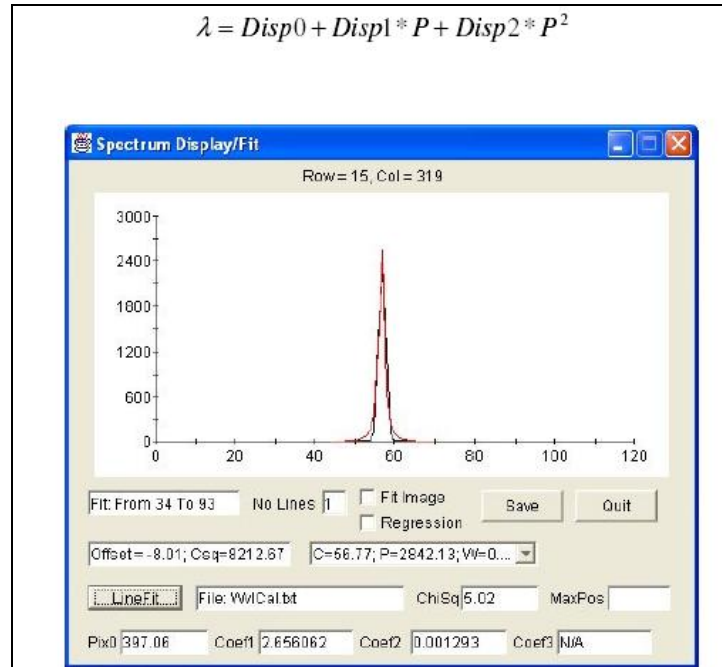 λ = Disp0 + Disp1 * P + Disp2 * P²
Spectrum Display/Fit
Row = 15, Col = 319
3000
2400
1800
1200
600
0
0 20 40 60 80 100 120
Fit: From 34 To 93 No Lines 1 Fit Image Save Quit
Regression
Offset = -8.01; Csq=8212.67 C=56.77; P=2842.13; W=0....
LineFit File: WvlCal.txt ChiSq 5.02 MaxPos
Pix0 397.06 Coef1 2.656062 Coef2 0.001293 Coef3 N/A